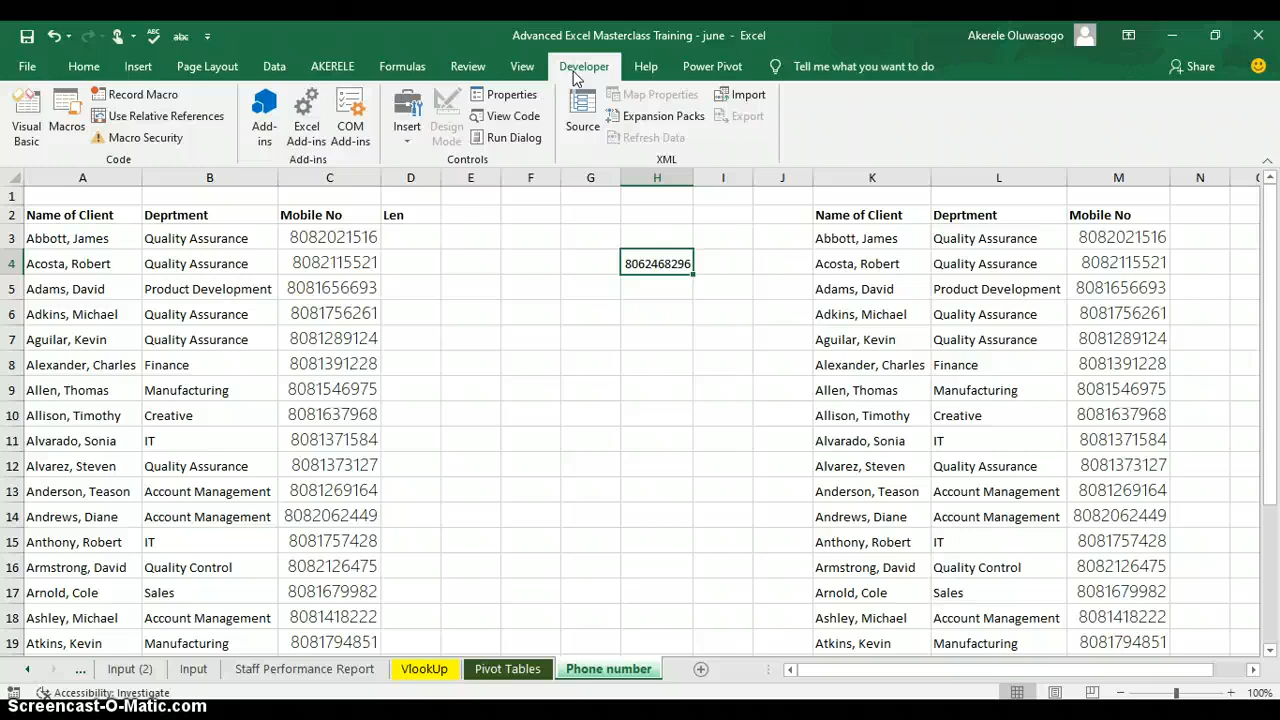 Advanced Excel Masterclass Training - june - Excel
Akerele Oluwasogo
File Home Insert Page Layout Data AKERELE Formulas Review View Developer Help Power Pivot Tell me what you want to do Share
Visual Basic
Macros
Record Macro
Use Relative References
Macro Security
Code
Add-ins
Excel Add-ins
COM Add-ins
Add-ins
Insert
Design Mode
Properties
View Code
Run Dialog
Controls
Source
Map Properties
Expansion Packs
Refresh Data
Import
Export
XML
A B C D E F G H I J K L M N
1
2 Name of Client Deprtment Mobile No Len Name of Client Deprtment Mobile No
3 Abbott, James Quality Assurance 8082021516 Abbott, James Quality Assurance 8082021516
4 Acosta, Robert Quality Assurance 8082115521 8062468296 Acosta, Robert Quality Assurance 8082115521
5 Adams, David Product Development 8081656693 Adams, David Product Development 8081656693
6 Adkins, Michael Quality Assurance 8081756261 Adkins, Michael Quality Assurance 8081756261
7 Aguilar, Kevin Quality Assurance 8081289124 Aguilar, Kevin Quality Assurance 8081289124
8 Alexander, Charles Finance 8081391228 Alexander, Charles Finance 8081391228
9 Allen, Thomas Manufacturing 8081546975 Allen, Thomas Manufacturing 8081546975
10 Allison, Timothy Creative 8081637968 Allison, Timothy Creative 8081637968
11 Alvarado, Sonia IT 8081371584 Alvarado, Sonia IT 8081371584
12 Alvarez, Steven Quality Assurance 8081373127 Alvarez, Steven Quality Assurance 8081373127
13 Anderson, Teason Account Management 8081269164 Anderson, Teason Account Management 8081269164
14 Andrews, Diane Account Management 8082062449 Andrews, Diane Account Management 8082062449
15 Anthony, Robert IT 8081757428 Anthony, Robert IT 8081757428
16 Armstrong, David Quality Control 8082126475 Armstrong, David Quality Control 8082126475
17 Arnold, Cole Sales 8081679982 Arnold, Cole Sales 8081679982
18 Ashley, Michael Account Management 8081418222 Ashley, Michael Account Management 8081418222
19 Atkins, Kevin Manufacturing 8081794851 Atkins, Kevin Manufacturing 8081794851
... Input (2) Input Staff Performance Report VlookUp Pivot Tables Phone number
Accessibility: Investigate 100%
Screencast-O-Matic.com